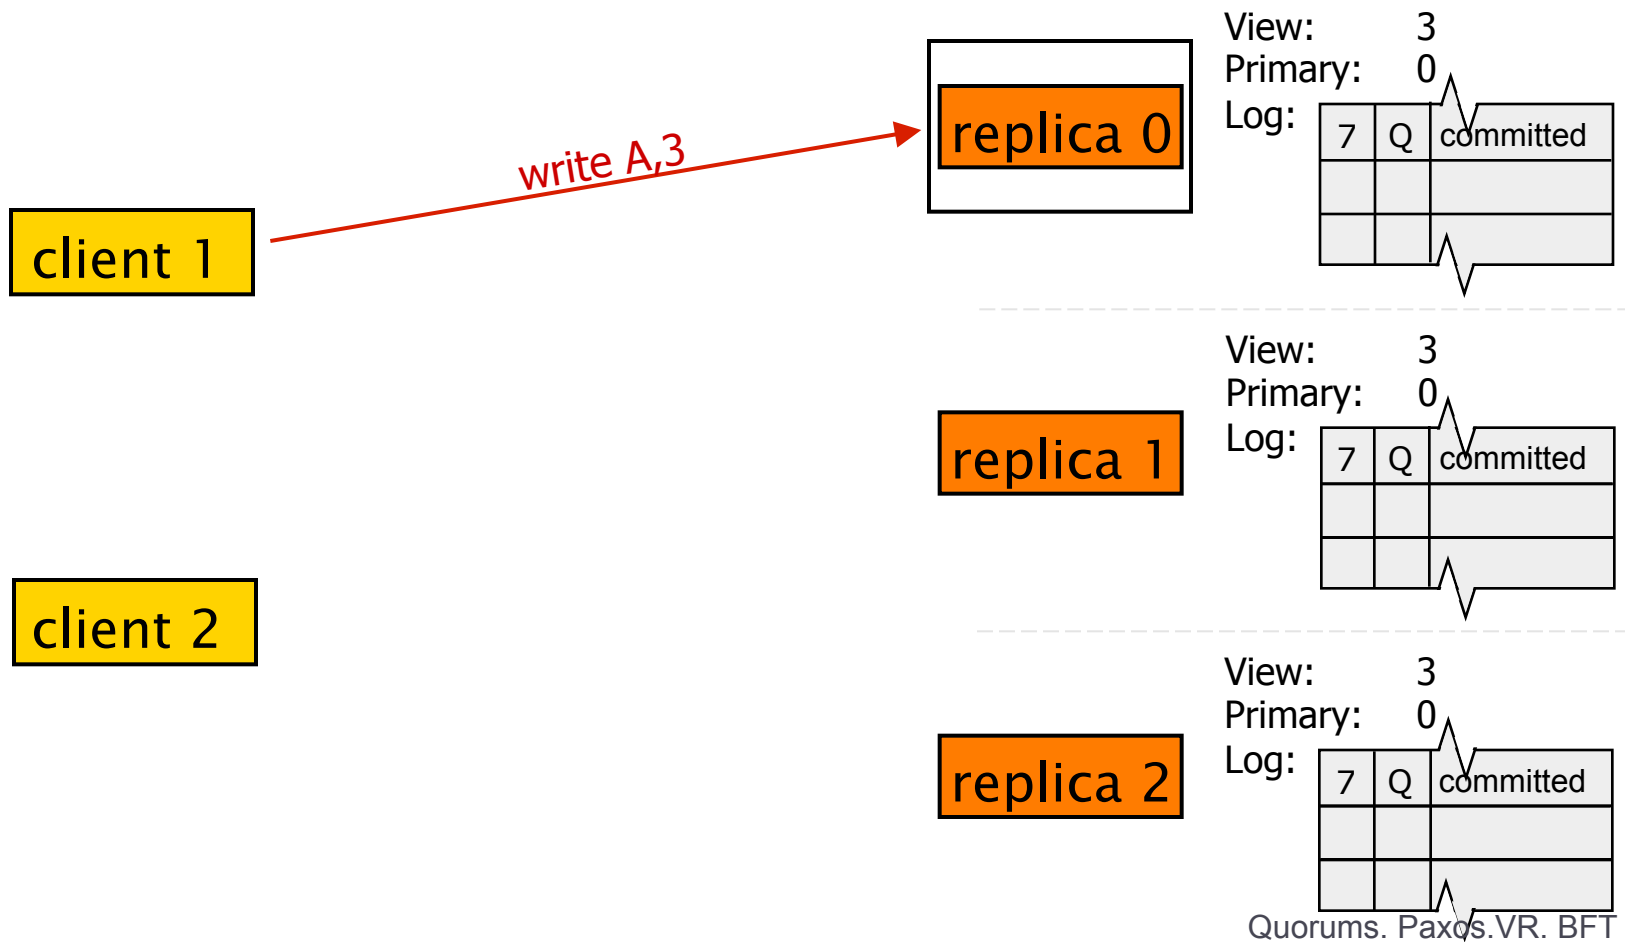 View: 3
Primary: 0
Log:
7 Q committed
replica 0
write A,3
client 1
View: 3
Primary: 0
Log:
7 Q committed
replica 1
client 2
View: 3
Primary: 0
Log:
7 Q committed
replica 2
Quorums. Paxos.VR. BFT